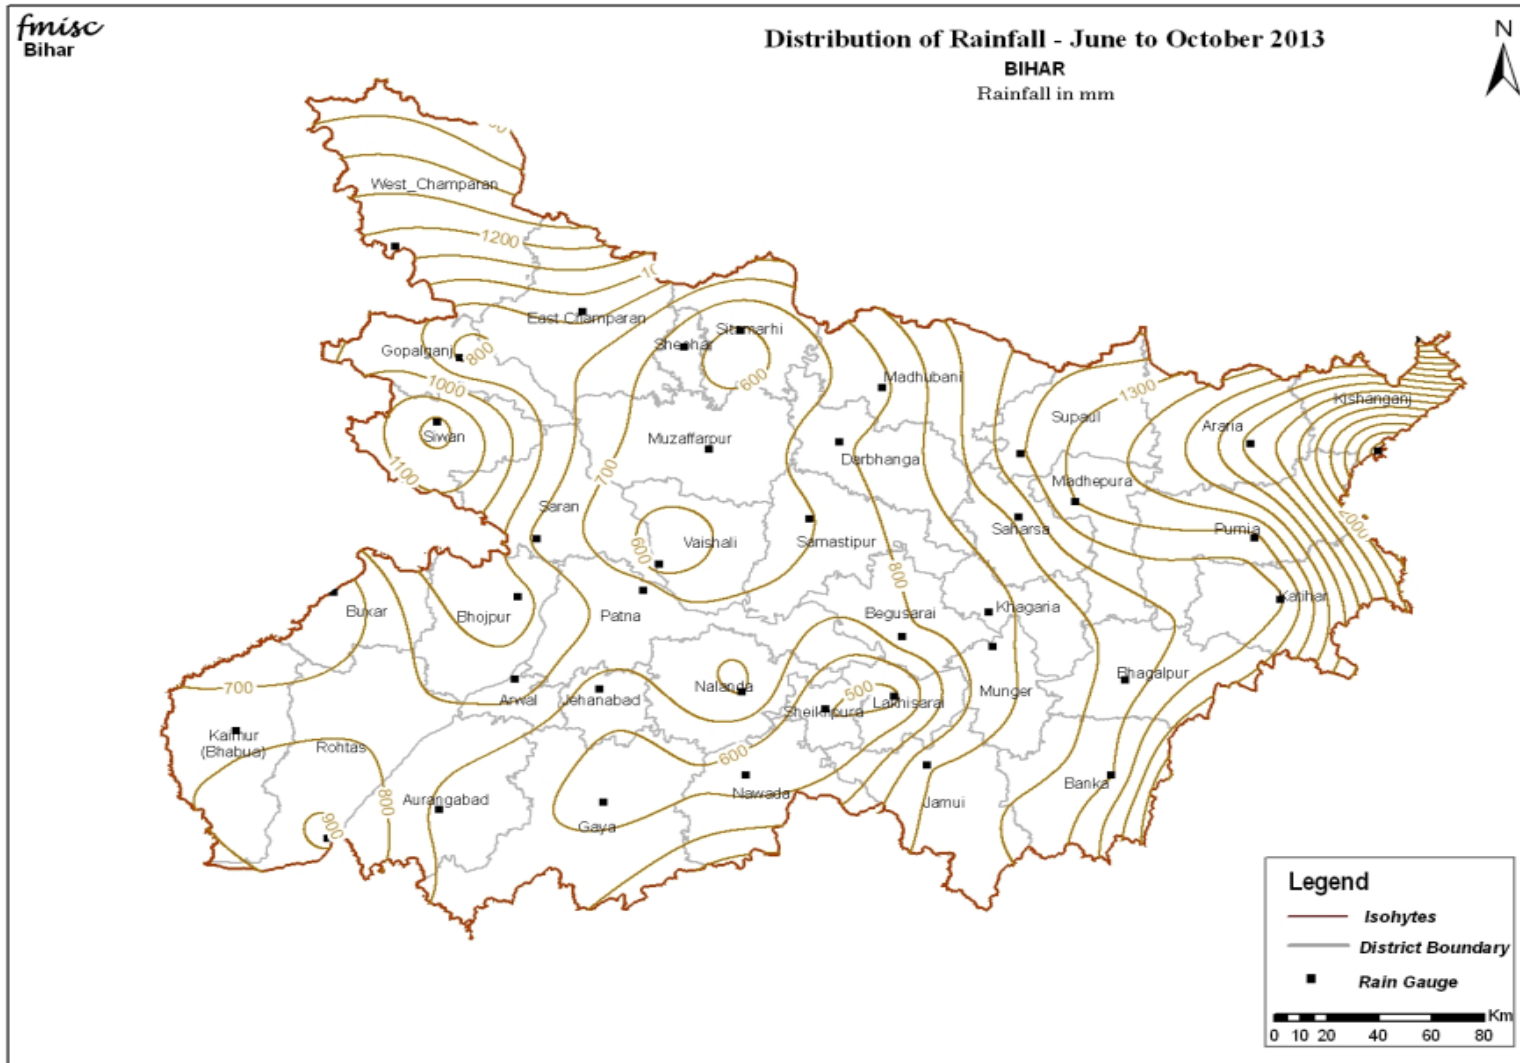 fmisc
Bihar
Distribution of Rainfall - June to October 2013
BIHAR
Rainfall in mm
N
West_Champaran
1200
East Champaran
Sitamarhi
Sheohar
Gopalganj
800
600
Madhubani
1000
1300
Kishanganj
Supaul
Araria
Siwan
Muzaffarpur
Darbhanga
1100
700
Madhepura
Saran
2000
Saharsa
Purnia
Vaishali
Samastipur
600
800
Katihar
Buxar
Bhojpur
Patna
Begusarai
Khagaria
Bhagalpur
700
Nalanda
500
Arwal
Jehanabad
Lakhisarai
Munger
Sheikhpura
Kaimur
(Bhabua)
Rohtas
600
Banka
Nawada
800
Aurangabad
Jamui
900
Gaya
Legend
Isohytes
District Boundary
Rain Gauge
Km
0 10 20 40 60 80